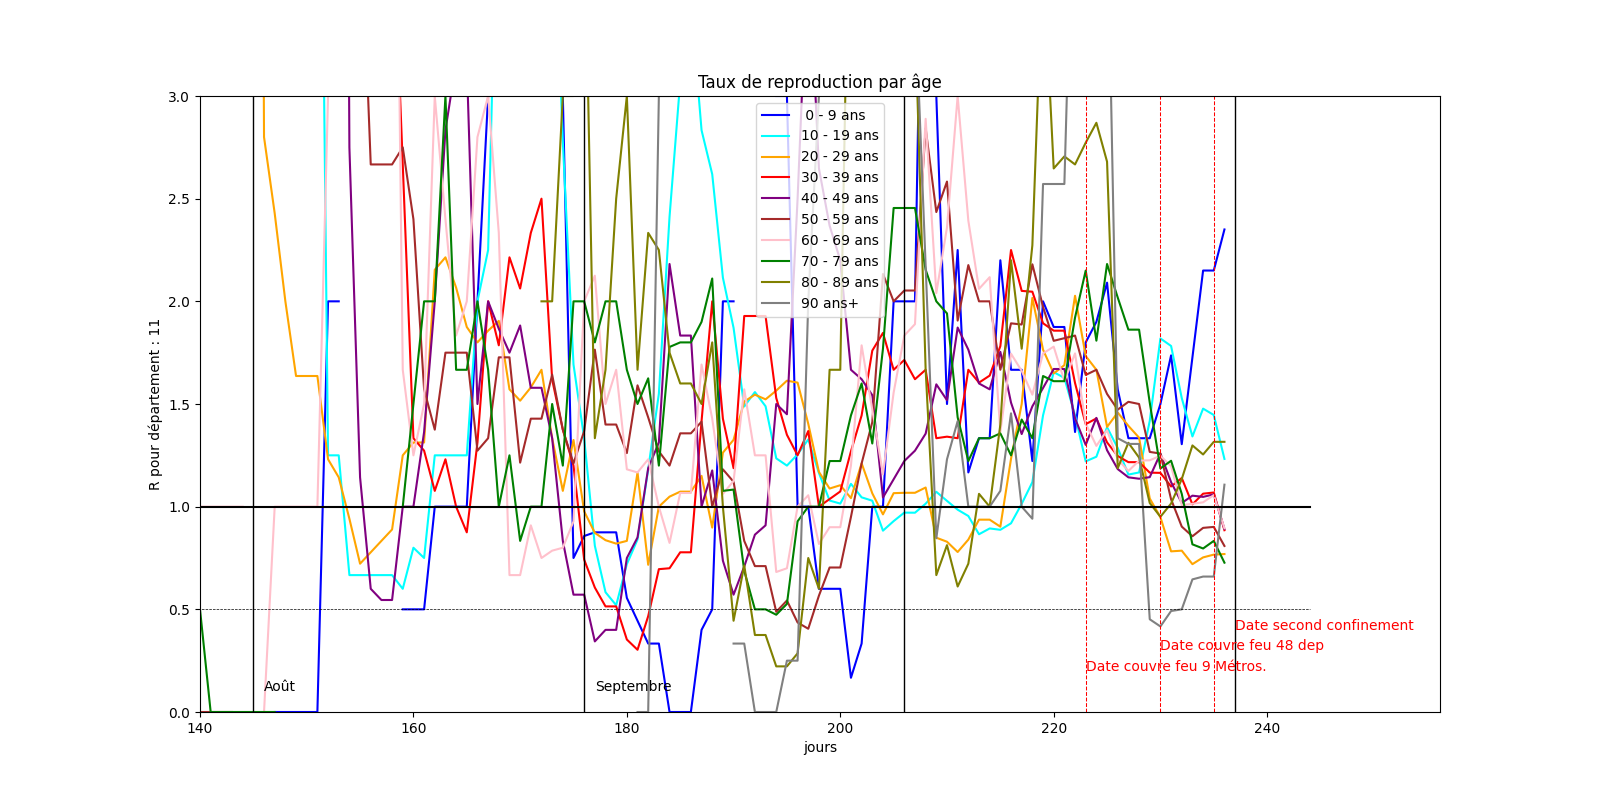 Taux de reproduction par âge
R pour département : 11
3.0
2.5
2.0
1.5
1.0
0.5
0.0
0 - 9 ans
10 - 19 ans
20 - 29 ans
30 - 39 ans
40 - 49 ans
50 - 59 ans
60 - 69 ans
70 - 79 ans
80 - 89 ans
90 ans+
Date second confinement
Date couvre feu 48 dep
Date couvre feu 9 Métros.
Août
Septembre
140
160
180
200
220
240
jours